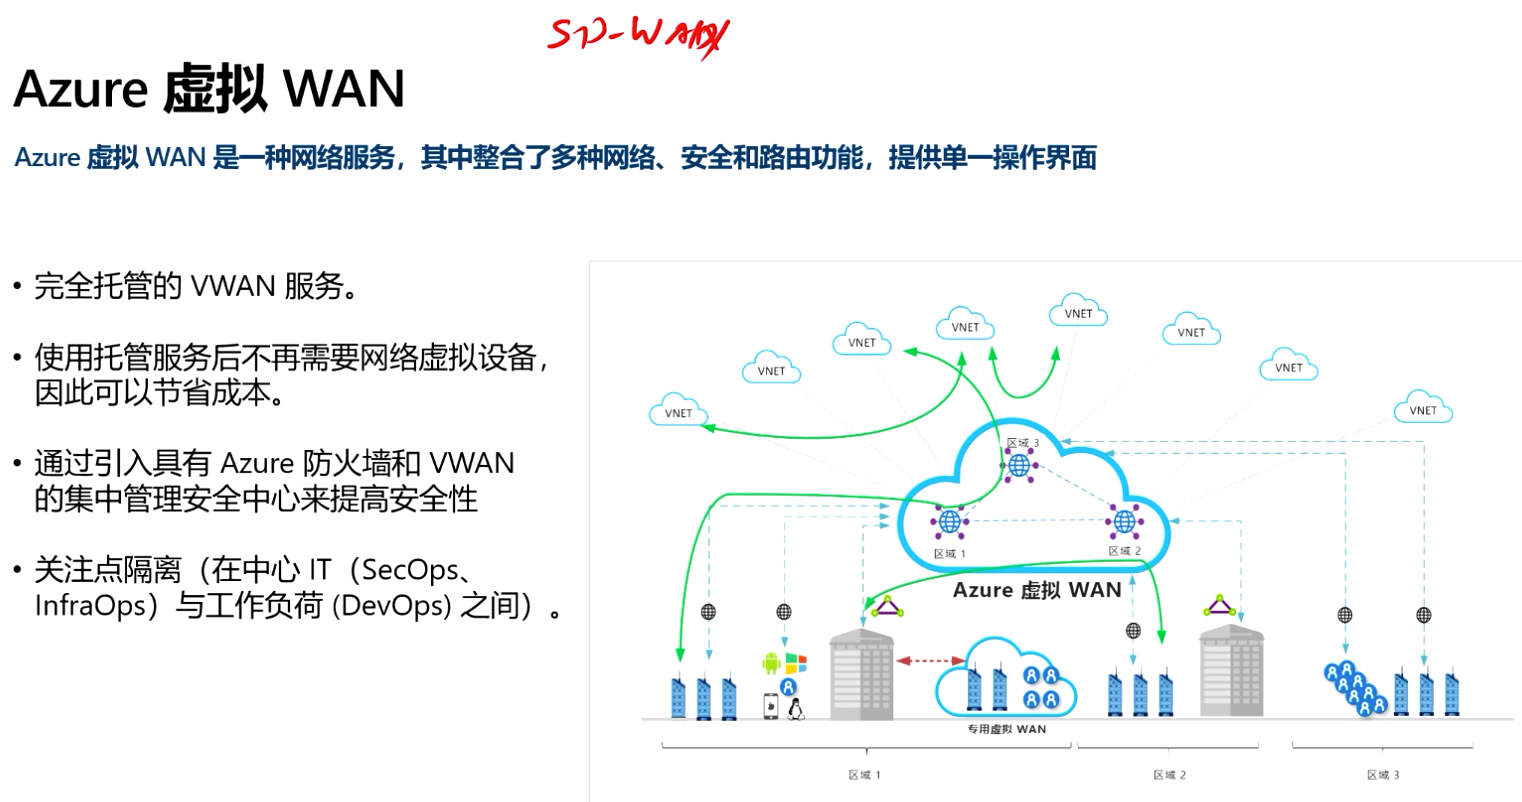 SD-WAN
Azure 虚拟 WAN
Azure 虚拟 WAN 是一种网络服务，其中整合了多种网络、安全和路由功能，提供单一操作界面
• 完全托管的 VWAN 服务。
• 使用托管服务后不再需要网络虚拟设备，
因此可以节省成本。
• 通过引入具有 Azure 防火墙和 VWAN
的集中管理安全中心来提高安全性
• 关注点隔离（在中心 IT（SecOps、
InfraOps）与工作负荷 (DevOps) 之间）。
VNET
VNET
VNET
VNET
VNET
VNET
VNET
VNET
区域 3
区域 1
区域 2
Azure 虚拟 WAN
专用虚拟 WAN
区域 1
区域 2
区域 3